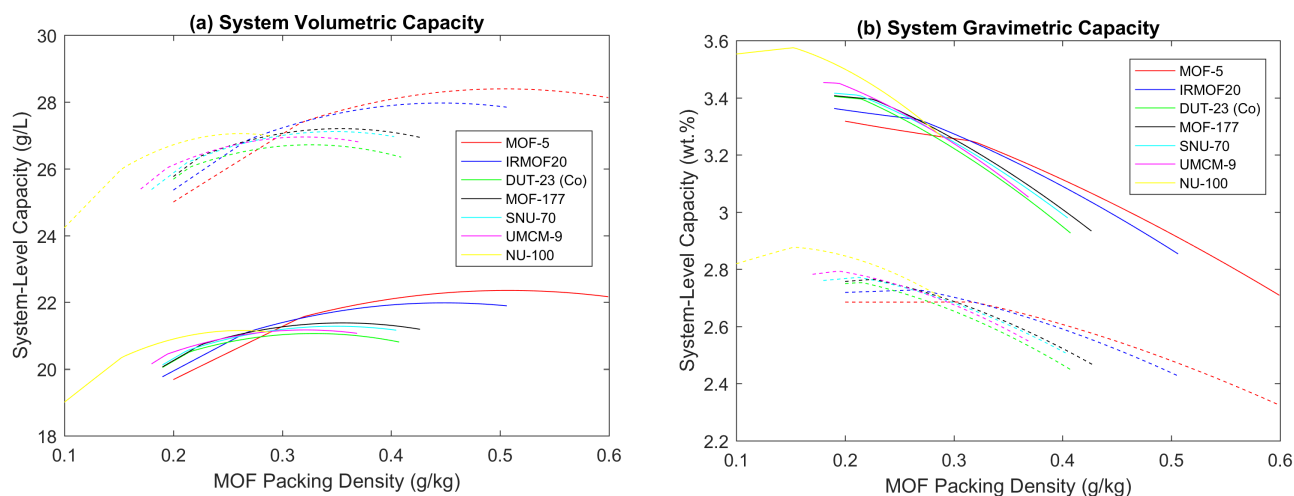 (a) System Volumetric Capacity
System-Level Capacity (g/L)
30
28
26
24
22
20
18
0.1 0.2 0.3 0.4 0.5 0.6
MOF Packing Density (g/kg)
MOF-5
IRMOF20
DUT-23 (Co)
MOF-177
SNU-70
UMCM-9
NU-100
(b) System Gravimetric Capacity
System-Level Capacity (wt.%)
3.6
3.4
3.2
3
2.8
2.6
2.4
2.2
0.1 0.2 0.3 0.4 0.5 0.6
MOF Packing Density (g/kg)
MOF-5
IRMOF20
DUT-23 (Co)
MOF-177
SNU-70
UMCM-9
NU-100